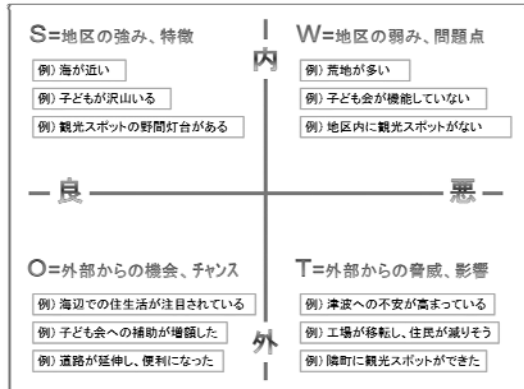 S=地区の強み、特徴
例）海が近い
例）子どもが沢山いる
例）観光スポットの野間灯台がある
内
W=地区の弱み、問題点
例）荒地が多い
例）子ども会が機能していない
例）地区内に観光スポットがない
良
悪
O=外部からの機会、チャンス
例）海辺での住生活が注目されている
例）子ども会への補助が増額した
例）道路が延伸し、便利になった
外
T=外部からの脅威、影響
例）津波への不安が高まっている
例）工場が移転し、住民が減りそう
例）隣町に観光スポットができた